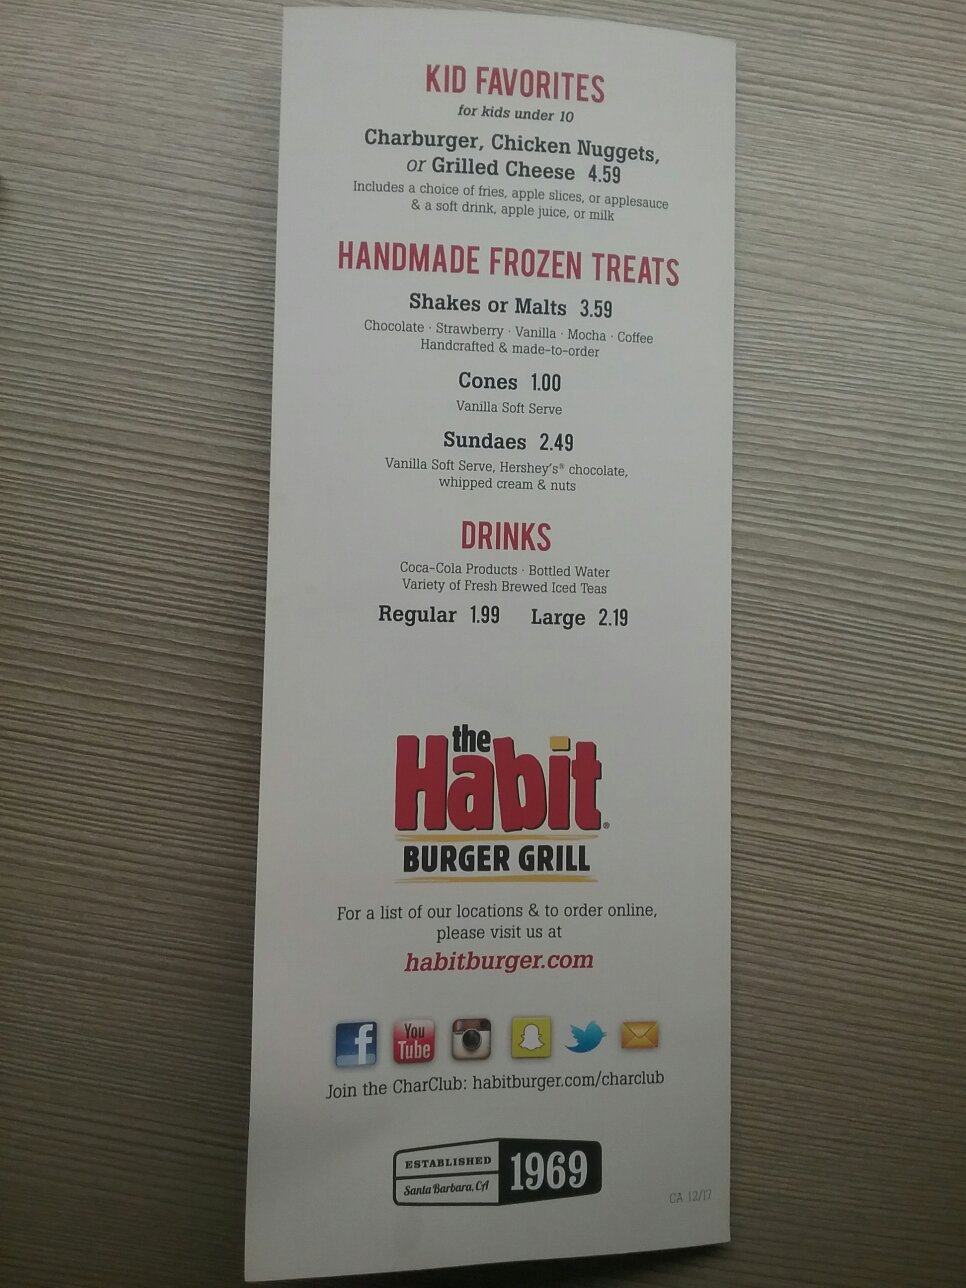 KID FAVORITES
for kids under 10
Charburger, Chicken Nuggets,
or Grilled Cheese 4.59
Includes a choice of fries, apple slices, or applesauce
& a soft drink, apple juice, or milk
HANDMADE FROZEN TREATS
Shakes or Malts 3.59
Chocolate · Strawberry · Vanilla · Mocha · Coffee
Handcrafted & made-to-order
Cones 1.00
Vanilla Soft Serve
Sundaes 2.49
Vanilla Soft Serve, Hershey's® chocolate,
whipped cream & nuts
DRINKS
Coca-Cola Products · Bottled Water
Variety of Fresh Brewed Iced Teas
Regular 1.99 Large 2.19
the
Habit®
BURGER GRILL
For a list of our locations & to order online,
please visit us at
habitburger.com
f
You
Tube
Join the CharClub: habitburger.com/charclub
ESTABLISHED
Santa Barbara, CA
1969
CA 12/17